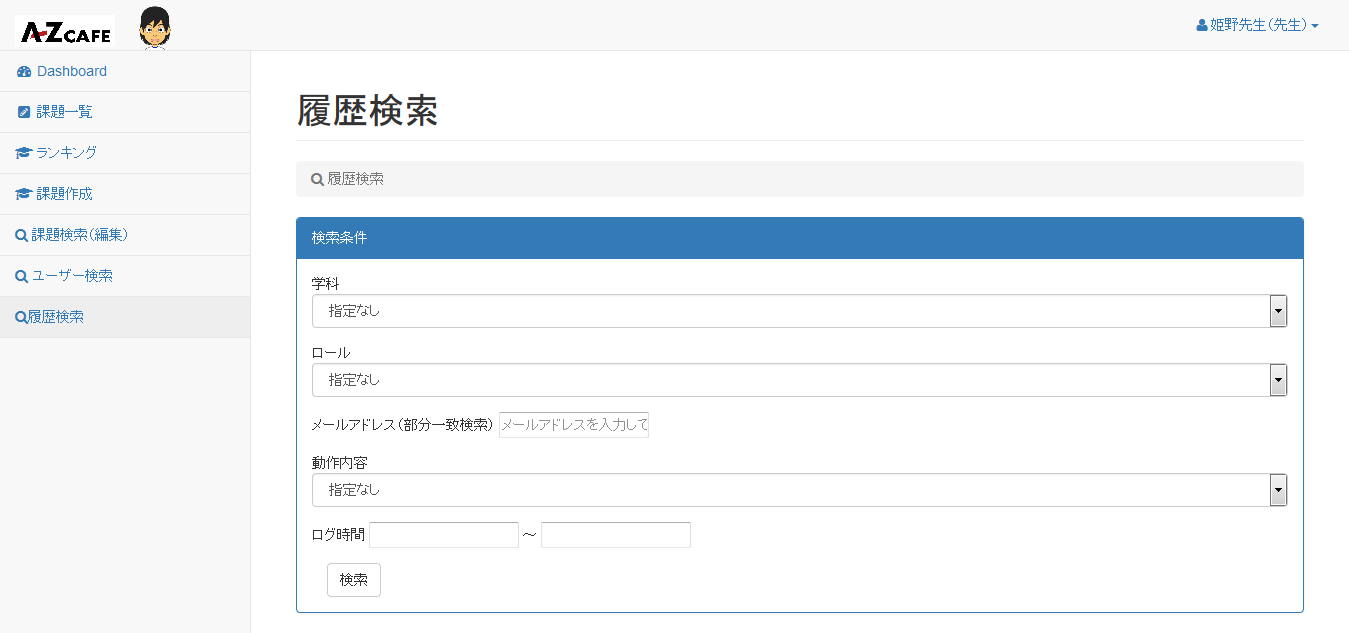 A-Z CAFE
姫野先生(先生)
Dashboard
課題一覧
ランキング
課題作成
課題検索(編集)
ユーザー検索
履歴検索
履歴検索
履歴検索
検索条件
学科
指定なし
ロール
指定なし
メールアドレス(部分一致検索) メールアドレスを入力して
動作内容
指定なし
ログ時間 ～
検索